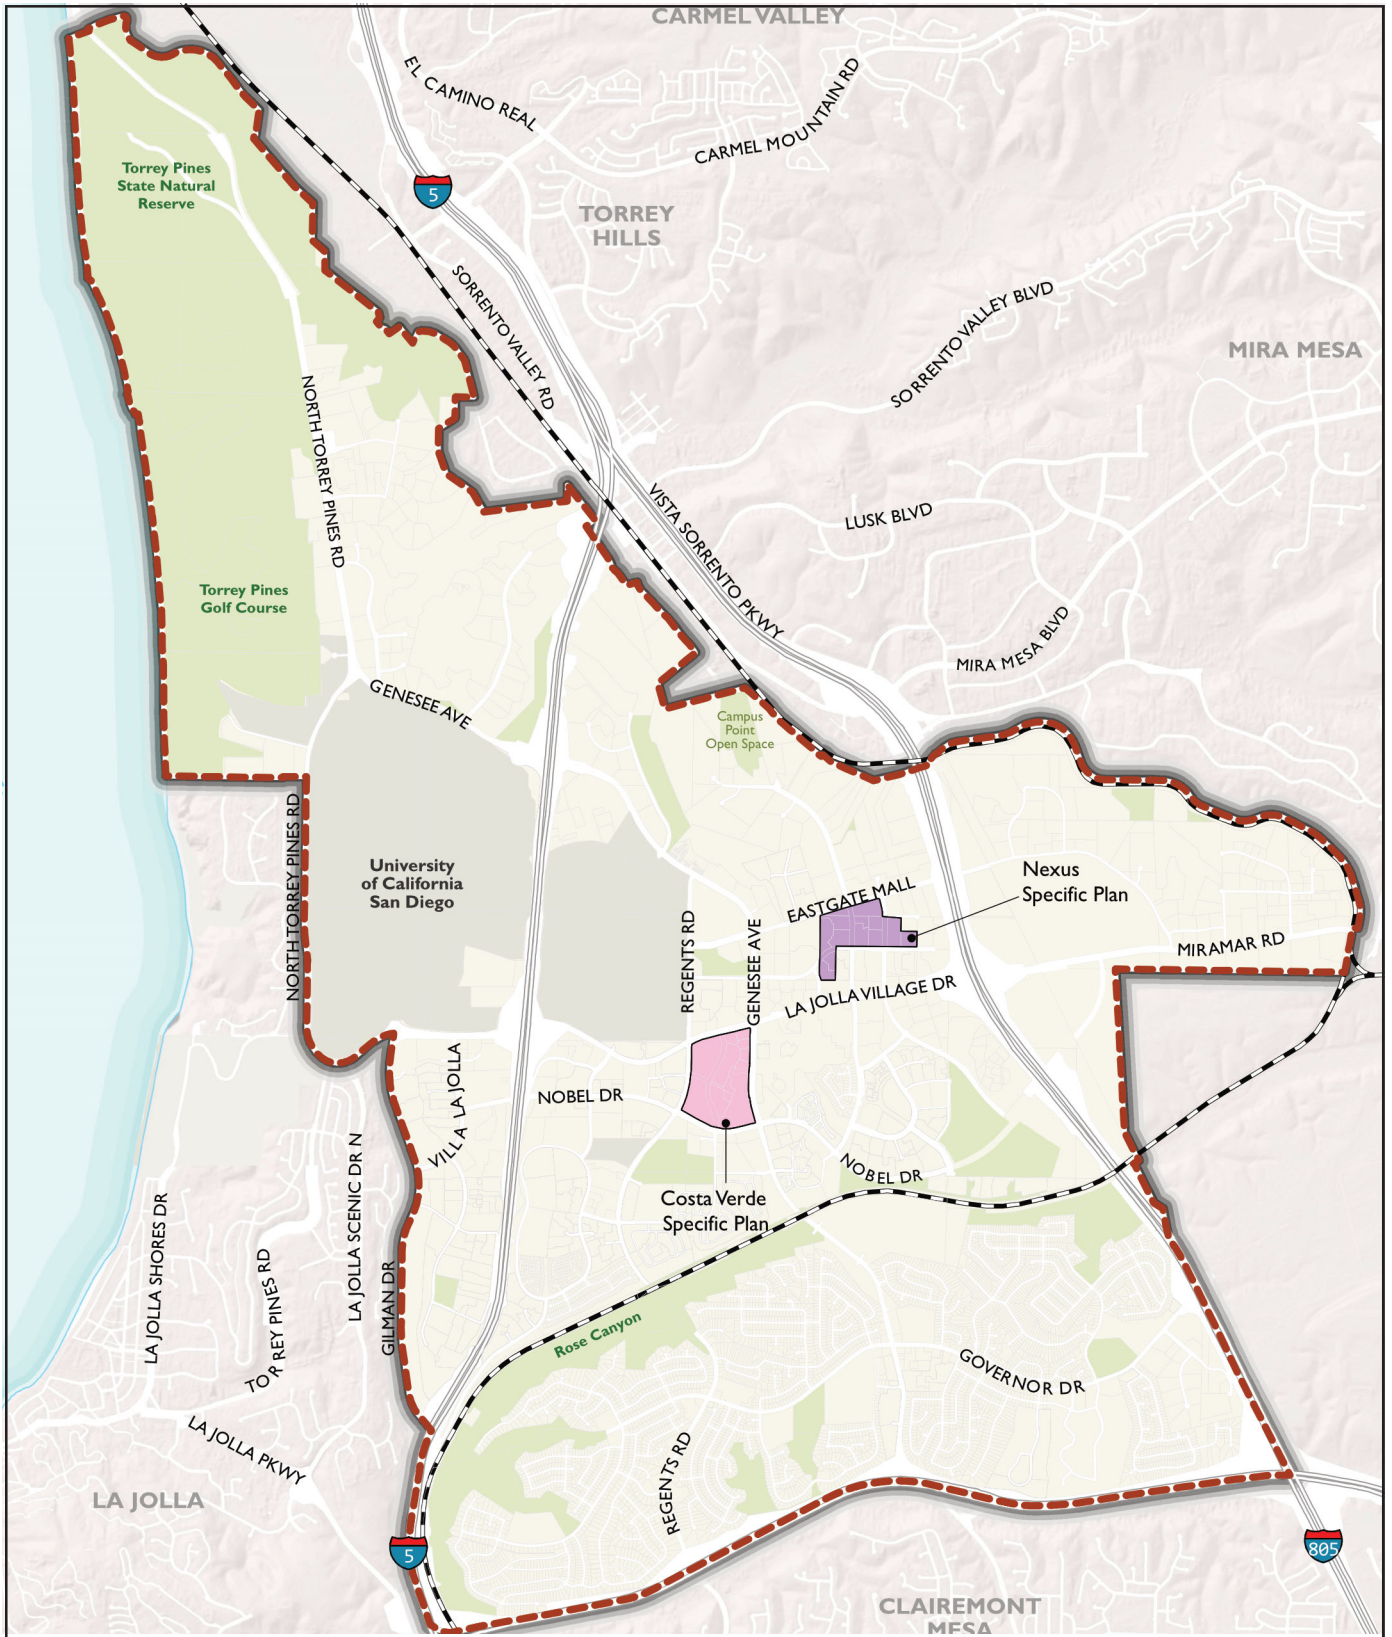 CARMEL VALLEY
EL CAMINO REAL
CARMEL MOUNTAIN RD
Torrey Pines
State Natural
Reserve
5
TORREY
HILLS
SORRENTO VALLEY RD
SORRENTO VALLEY BLVD
MIRA MESA
NORTH TORREY PINES RD
VISTA SORRENTO PKWY
LUSK BLVD
Torrey Pines
Golf Course
MIRA MESA BLVD
GENESEE AVE
Campus
Point
Open Space
NORTH TORREY PINES RD
University
of California
San Diego
Nexus
Specific Plan
EASTGATE MALL
REGENTS RD
GENESEE AVE
MIRAMAR RD
LA JOLLA VILLAGE DR
VILLA LA JOLLA
NOBEL DR
NOBEL DR
Costa Verde
Specific Plan
LA JOLLA SHORES DR
TORREY PINES RD
LA JOLLA SCENIC DR N
GILMAN DR
Rose Canyon
GOVERNOR DR
REGENTS RD
LA JOLLA PKWY
LA JOLLA
5
805
CLAIREMONT
MESA